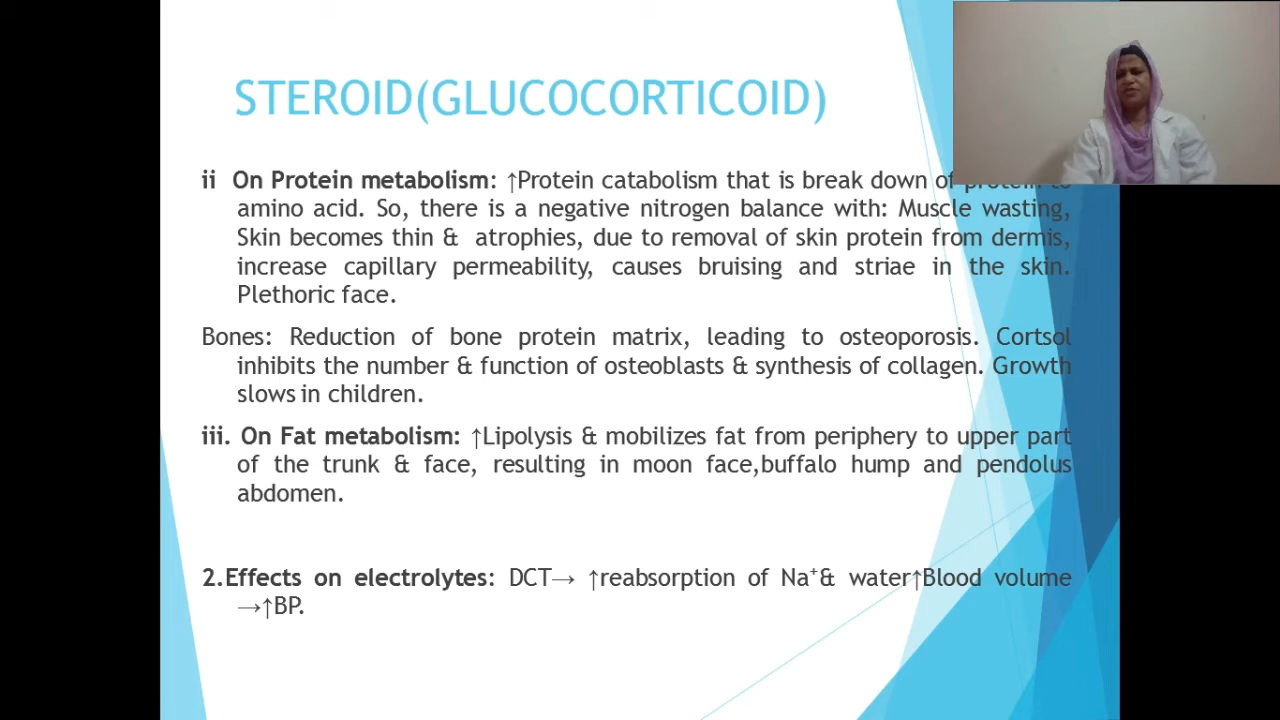 STEROID(GLUCOCORTICOID)
ii On Protein metabolism: ↑Protein catabolism that is break down of protein to
amino acid. So, there is a negative nitrogen balance with: Muscle wasting,
Skin becomes thin & atrophies, due to removal of skin protein from dermis,
increase capillary permeability, causes bruising and striae in the skin.
Plethoric face.
Bones: Reduction of bone protein matrix, leading to osteoporosis. Cortsol
inhibits the number & function of osteoblasts & synthesis of collagen. Growth
slows in children.
iii. On Fat metabolism: ↑Lipolysis & mobilizes fat from periphery to upper part
of the trunk & face, resulting in moon face,buffalo hump and pendolus
abdomen.
2.Effects on electrolytes: DCT→ ↑reabsorption of Na⁺& water↑Blood volume
→↑BP.